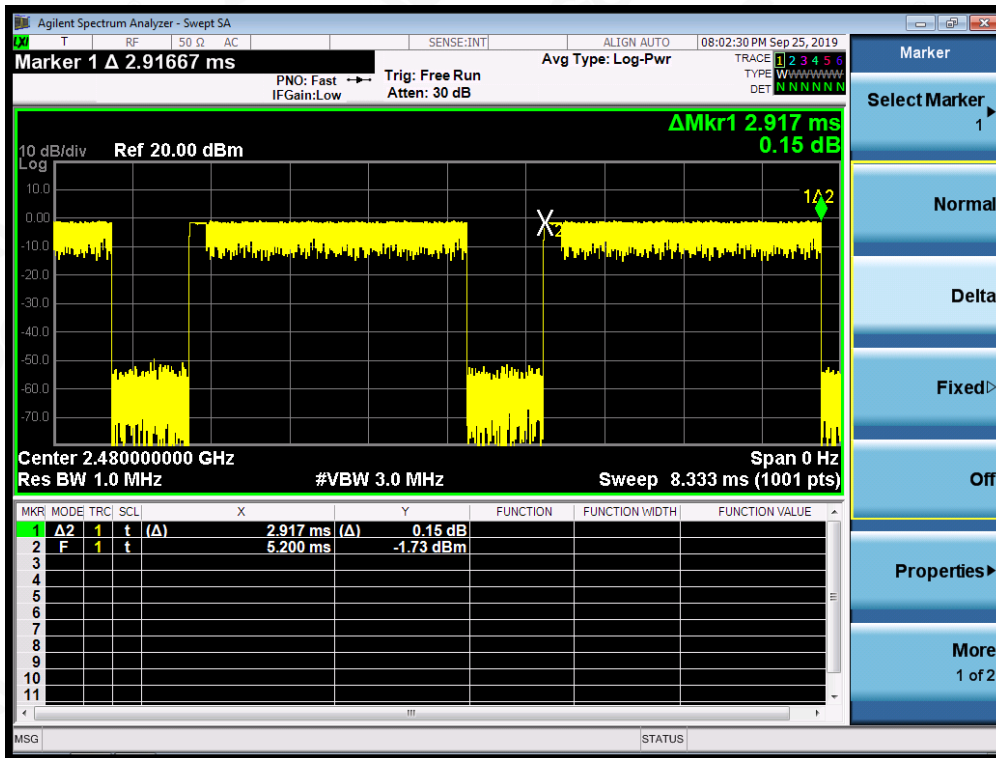 Agilent Spectrum Analyzer - Swept SA
LXI T RF 50 Ω AC SENSE:INT ALIGN AUTO 08:02:30 PM Sep 25, 2019
Marker 1 Δ 2.91667 ms
PNO: Fast Trig: Free Run
IFGain:Low Atten: 30 dB
Avg Type: Log-Pwr
TRACE 1 2 3 4 5 6
TYPE WWWWWW
DET N N N N N N
ΔMkr1 2.917 ms
0.15 dB
10 dB/div Ref 20.00 dBm
Log
10.0
0.00
-10.0
-20.0
-30.0
-40.0
-50.0
-60.0
-70.0
1Δ2
X2
Center 2.480000000 GHz Span 0 Hz
Res BW 1.0 MHz #VBW 3.0 MHz Sweep 8.333 ms (1001 pts)
MKR MODE TRC SCL X Y FUNCTION FUNCTION WIDTH FUNCTION VALUE
1 Δ2 1 t (Δ) 2.917 ms (Δ) 0.15 dB
2 F 1 t 5.200 ms -1.73 dBm
3
4
5
6
7
8
9
10
11
MSG STATUS
Marker
Select Marker
1
Normal
Delta
Fixed
Off
Properties
More
1 of 2